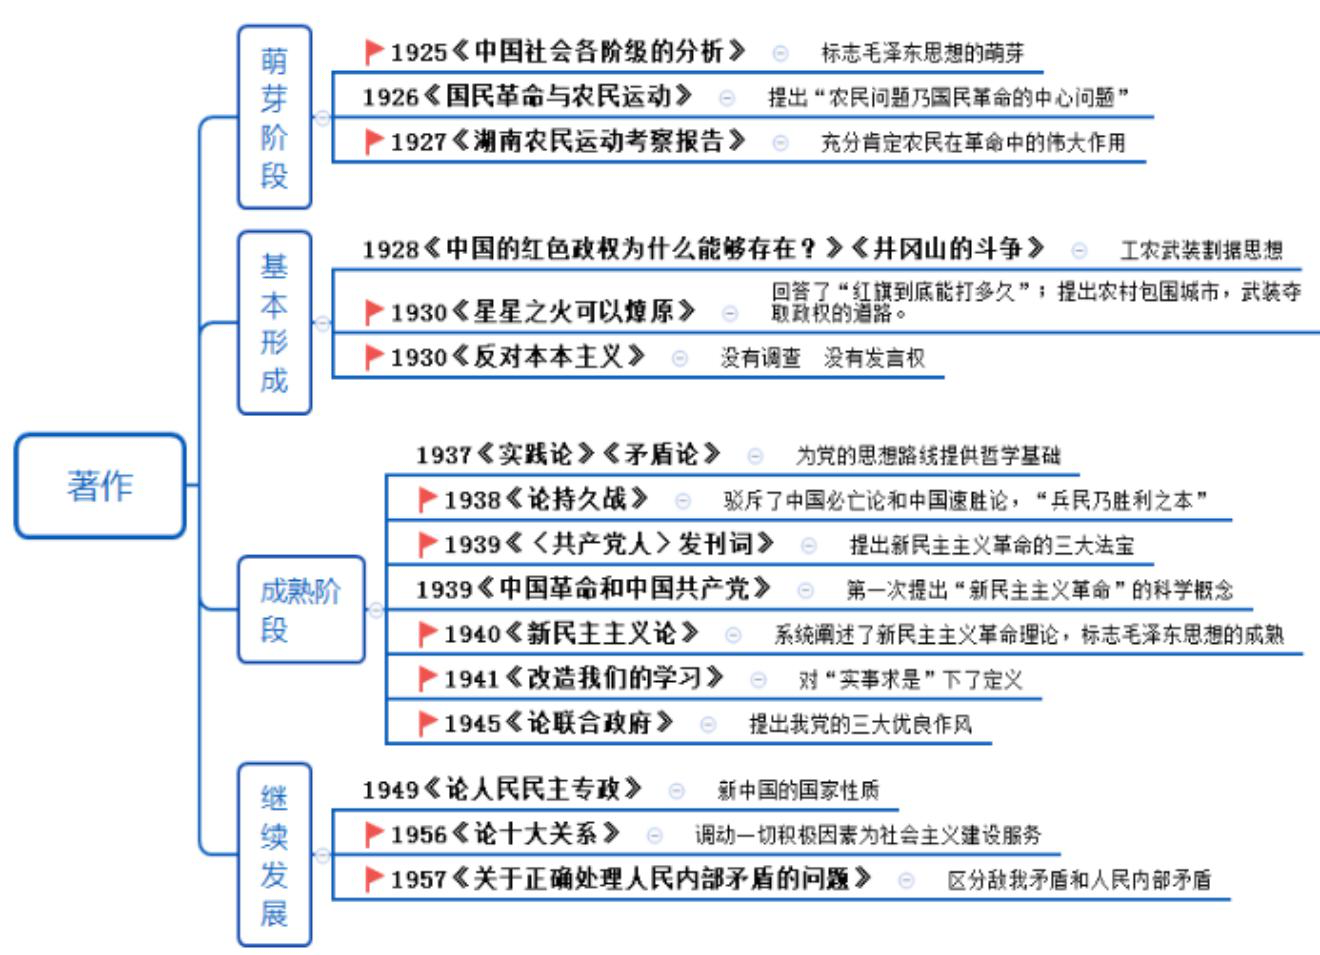 著作
萌
芽
阶
段
1925《中国社会各阶级的分析》 标志毛泽东思想的萌芽
1926《国民革命与农民运动》 提出“农民问题乃国民革命的中心问题”
1927《湖南农民运动考察报告》 充分肯定农民在革命中的伟大作用
基
本
形
成
1928《中国的红色政权为什么能够存在？》《井冈山的斗争》 工农武装割据思想
1930《星星之火可以燎原》 回答了“红旗到底能打多久”；提出农村包围城市，武装夺
取政权的道路。
1930《反对本本主义》 没有调查 没有发言权
成熟阶
段
1937《实践论》《矛盾论》 为党的思想路线提供哲学基础
1938《论持久战》 驳斥了中国必亡论和中国速胜论，“兵民乃胜利之本”
1939《〈共产党人〉发刊词》 提出新民主主义革命的三大法宝
1939《中国革命和中国共产党》 第一次提出“新民主主义革命”的科学概念
1940《新民主主义论》 系统阐述了新民主主义革命理论，标志毛泽东思想的成熟
1941《改造我们的学习》 对“实事求是”下了定义
1945《论联合政府》 提出我党的三大优良作风
继
续
发
展
1949《论人民民主专政》 新中国的国家性质
1956《论十大关系》 调动一切积极因素为社会主义建设服务
1957《关于正确处理人民内部矛盾的问题》 区分敌我矛盾和人民内部矛盾